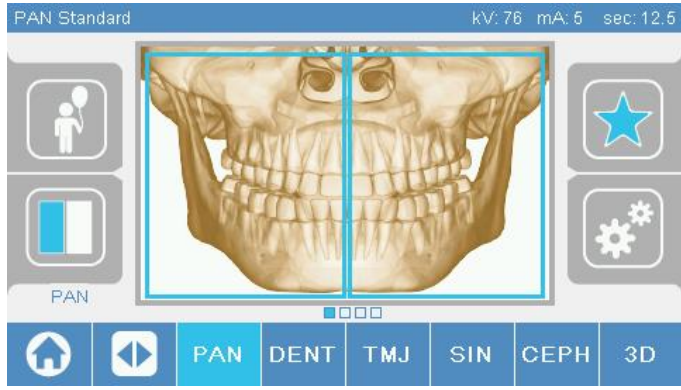 PAN Standard kV: 76 mA: 5 sec: 12.5
PAN
PAN DENT TMJ SIN CEPH 3D